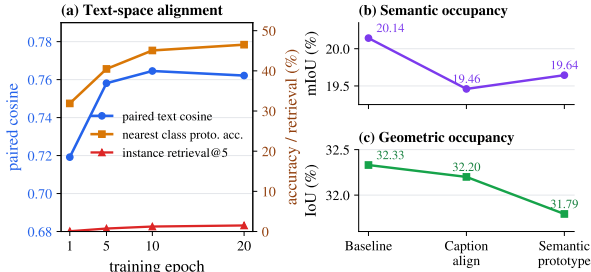 (a) Text-space alignment
paired cosine
0.78
0.76
0.74
0.72
0.70
0.68
50
40
30
20
10
0
accuracy / retrieval (%)
paired text cosine
nearest class proto. acc.
instance retrieval@5
1
5
10
20
training epoch
(b) Semantic occupancy
mIoU (%)
20.0
19.5
20.14
19.46
19.64
(c) Geometric occupancy
IoU (%)
32.5
32.0
32.33
32.20
31.79
Baseline
Caption
align
Semantic
prototype